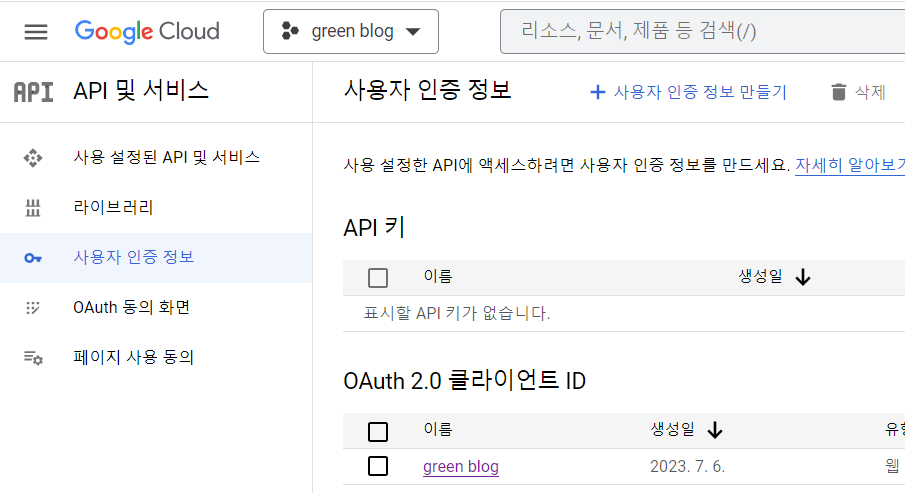 Google Cloud
green blog
리소스, 문서, 제품 등 검색(/)
API
API 및 서비스
사용자 인증 정보
사용자 인증 정보 만들기
삭제
사용 설정된 API 및 서비스
라이브러리
사용자 인증 정보
OAuth 동의 화면
페이지 사용 동의
사용 설정한 API에 액세스하려면 사용자 인증 정보를 만드세요. 자세히 알아보기
API 키
이름 생성일
표시할 API 키가 없습니다.
OAuth 2.0 클라이언트 ID
이름 생성일
green blog 2023. 7. 6. 웹